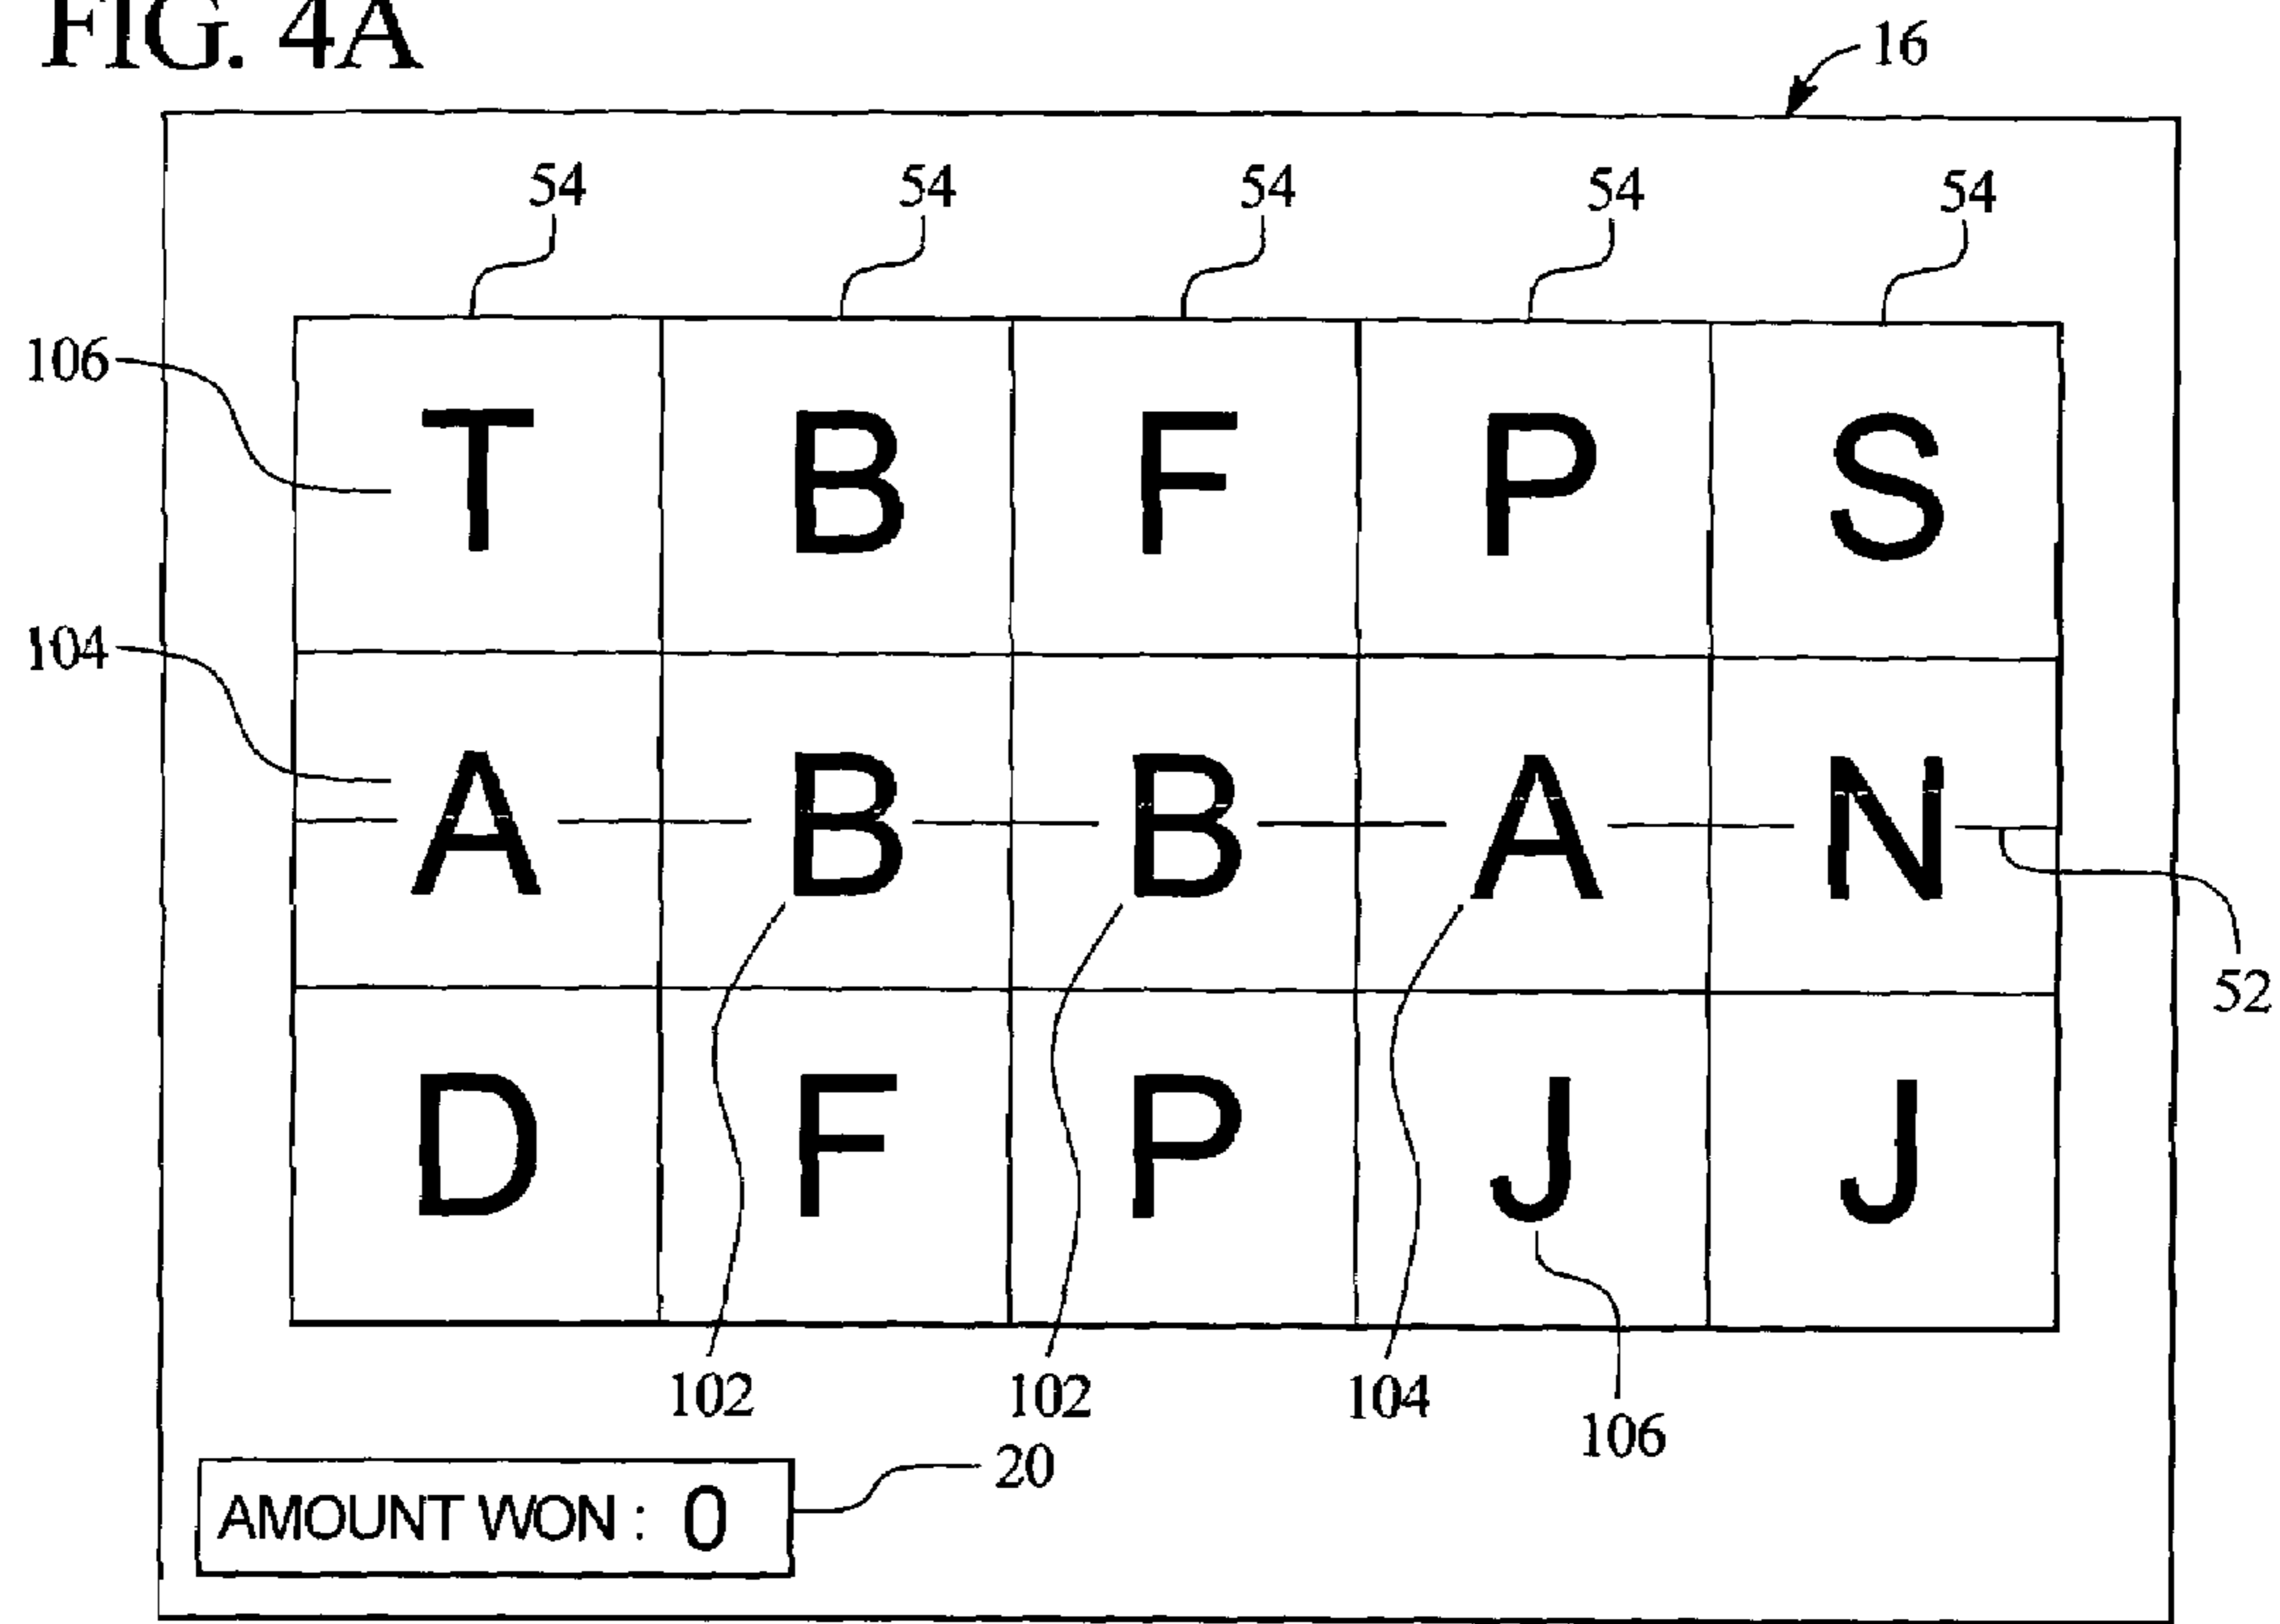 FIG. 4A
16
54 54 54 54 54
106
T B F P S
104
A B B A N
52
D F P J J
102 102 104 106
20
AMOUNT WON : 0